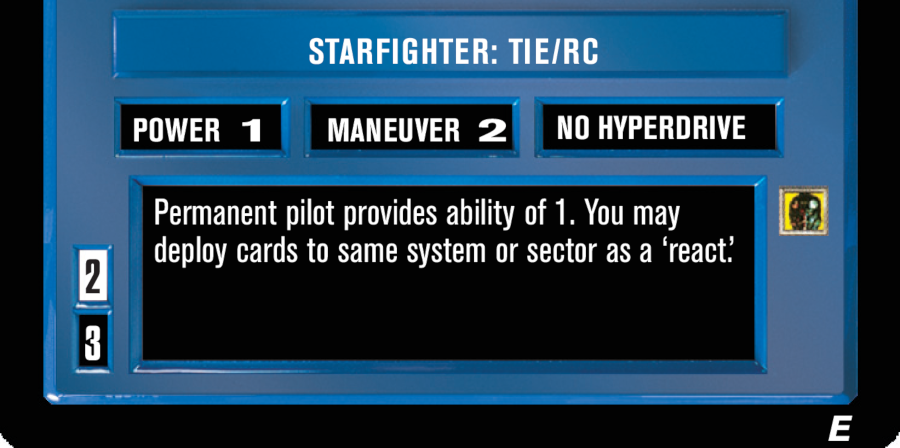 STARFIGHTER: TIE/RC
POWER 1
MANEUVER 2
NO HYPERDRIVE
Permanent pilot provides ability of 1. You may
deploy cards to same system or sector as a ‘react.’
2
3
E